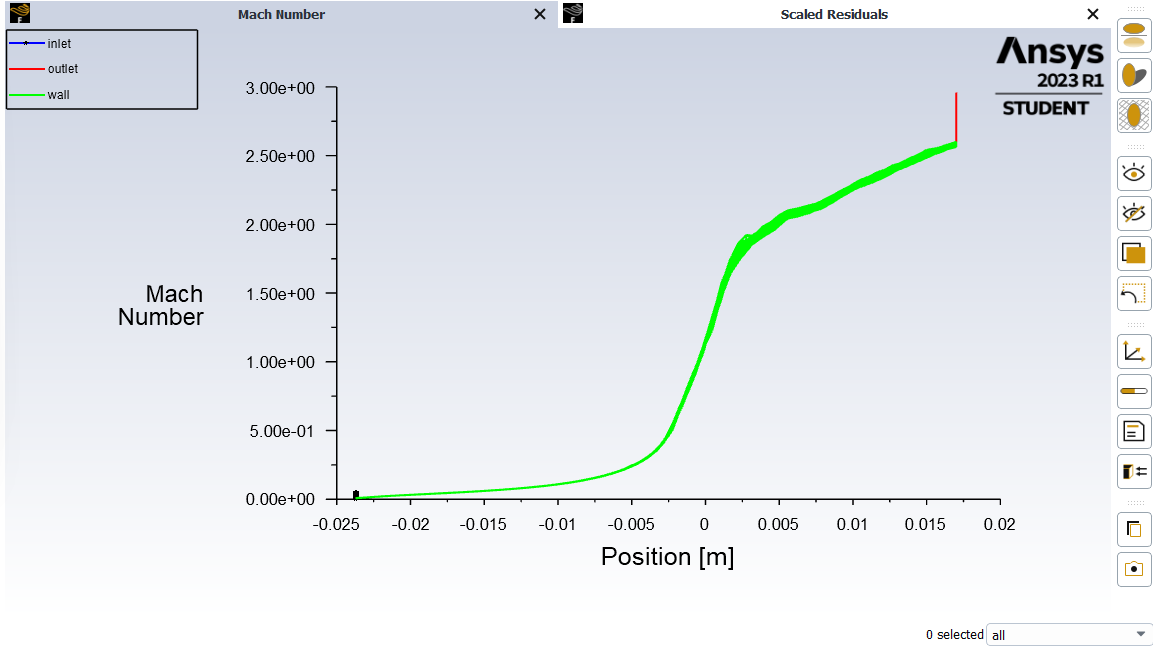 Mach Number
Scaled Residuals
inlet
outlet
wall
Ansys
2023 R1
STUDENT
3.00e+00
2.50e+00
2.00e+00
1.50e+00
1.00e+00
5.00e-01
0.00e+00
Mach
Number
-0.025 -0.02 -0.015 -0.01 -0.005 0 0.005 0.01 0.015 0.02
Position [m]
0 selected all